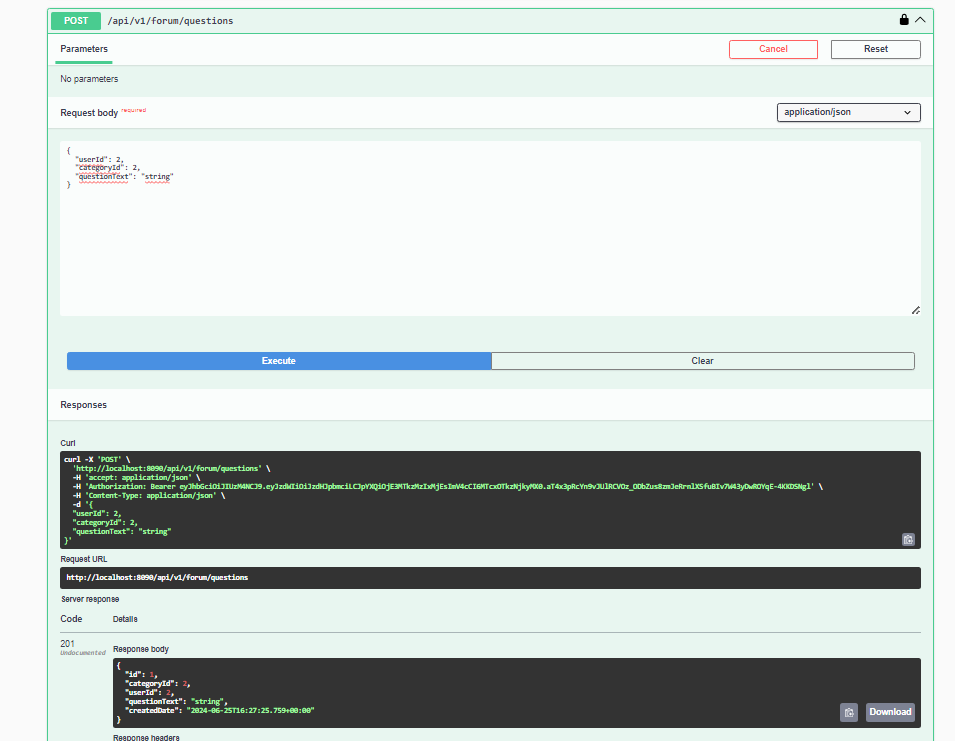 POST /api/v1/forum/questions
Parameters
Cancel
Reset
No parameters
Request body required
application/json
{
"userId": 2,
"categoryId": 2,
"questionText": "string"
}
Execute
Clear
Responses
Curl
curl -X 'POST' \
'http://localhost:8090/api/v1/forum/questions' \
-H 'accept: application/json' \
-H 'Authorization: Bearer
-H 'Content-Type: application/json' \
-d '{
"userId": 2,
"categoryId": 2,
"questionText": "string"
}'
Request URL
http://localhost:8090/api/v1/forum/questions
Server response
Code Details
201
Undocumented
Response body
{
"id": 1,
"categoryId": 2,
"userId": 2,
"questionText": "string",
"createdDate": "2024-06-25T16:27:25.759+00:00"
}
Download
Response headers